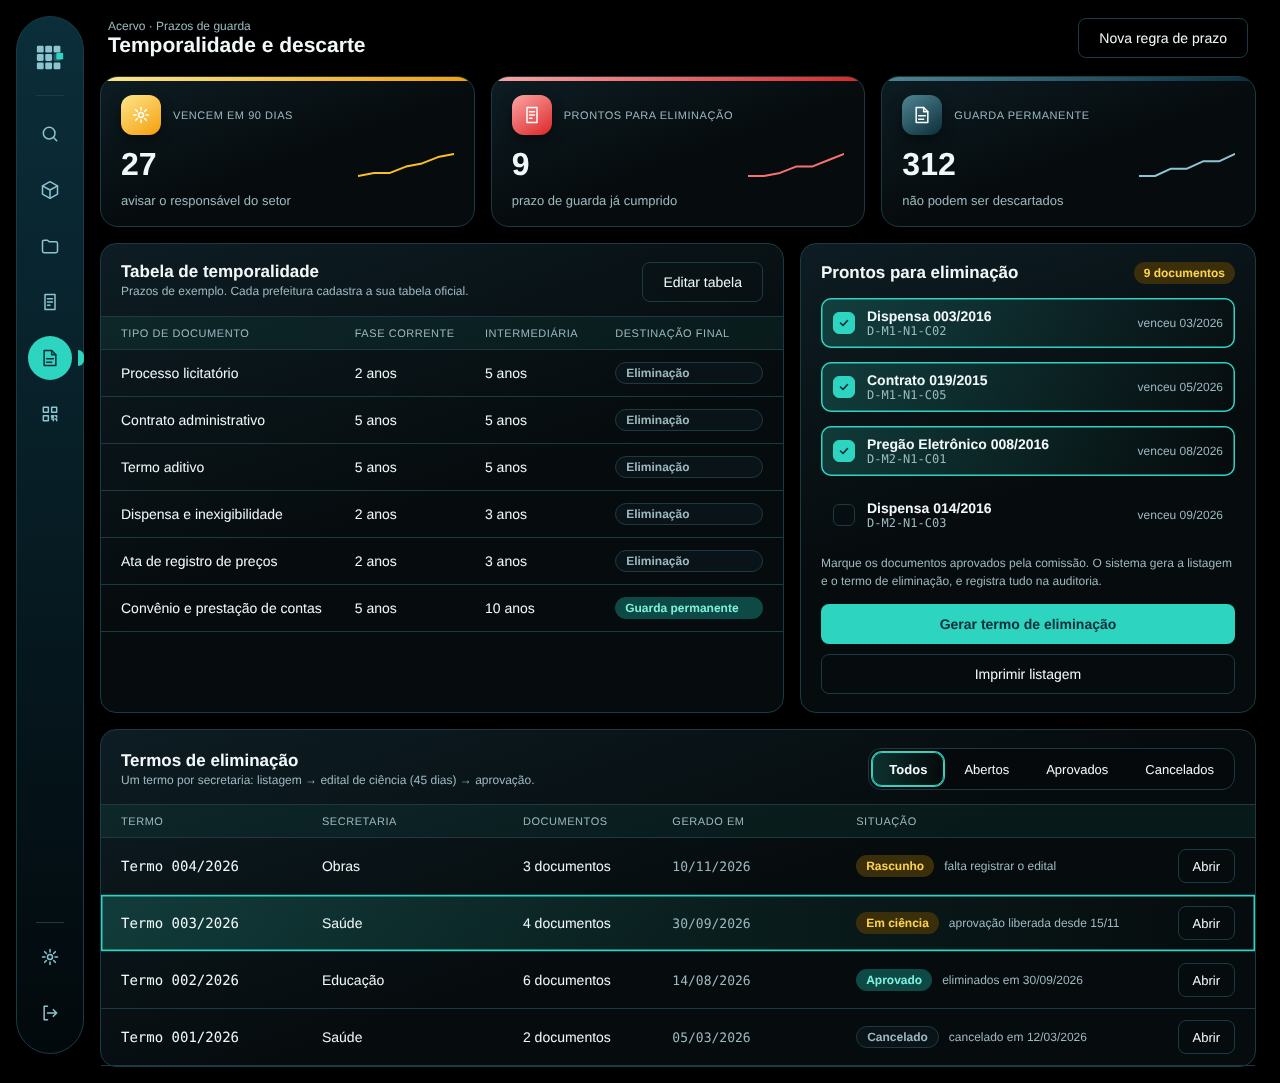 Acervo · Prazos de guarda
Temporalidade e descarte
Nova regra de prazo
VENCEM EM 90 DIAS
27
avisar o responsável do setor
PRONTOS PARA ELIMINAÇÃO
9
prazo de guarda já cumprido
GUARDA PERMANENTE
312
não podem ser descartados
Tabela de temporalidade
Prazos de exemplo. Cada prefeitura cadastra a sua tabela oficial.
Editar tabela
TIPO DE DOCUMENTO FASE CORRENTE INTERMEDIÁRIA DESTINAÇÃO FINAL
Processo licitatório 2 anos 5 anos Eliminação
Contrato administrativo 5 anos 5 anos Eliminação
Termo aditivo 5 anos 5 anos Eliminação
Dispensa e inexigibilidade 2 anos 3 anos Eliminação
Ata de registro de preços 2 anos 3 anos Eliminação
Convênio e prestação de contas 5 anos 10 anos Guarda permanente
Prontos para eliminação 9 documentos
Dispensa 003/2016
D-M1-N1-C02
venceu 03/2026
Contrato 019/2015
D-M1-N1-C05
venceu 05/2026
Pregão Eletrônico 008/2016
D-M2-N1-C01
venceu 08/2026
Dispensa 014/2016
D-M2-N1-C03
venceu 09/2026
Marque os documentos aprovados pela comissão. O sistema gera a listagem
e o termo de eliminação, e registra tudo na auditoria.
Gerar termo de eliminação
Imprimir listagem
Termos de eliminação
Um termo por secretaria: listagem → edital de ciência (45 dias) → aprovação.
Todos Abertos Aprovados Cancelados
TERMO SECRETARIA DOCUMENTOS GERADO EM SITUAÇÃO
Termo 004/2026 Obras 3 documentos 10/11/2026 Rascunho falta registrar o edital Abrir
Termo 003/2026 Saúde 4 documentos 30/09/2026 Em ciência aprovação liberada desde 15/11 Abrir
Termo 002/2026 Educação 6 documentos 14/08/2026 Aprovado eliminados em 30/09/2026 Abrir
Termo 001/2026 Saúde 2 documentos 05/03/2026 Cancelado cancelado em 12/03/2026 Abrir